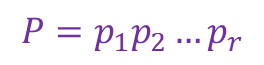 P = p₁p₂ … pᵣ